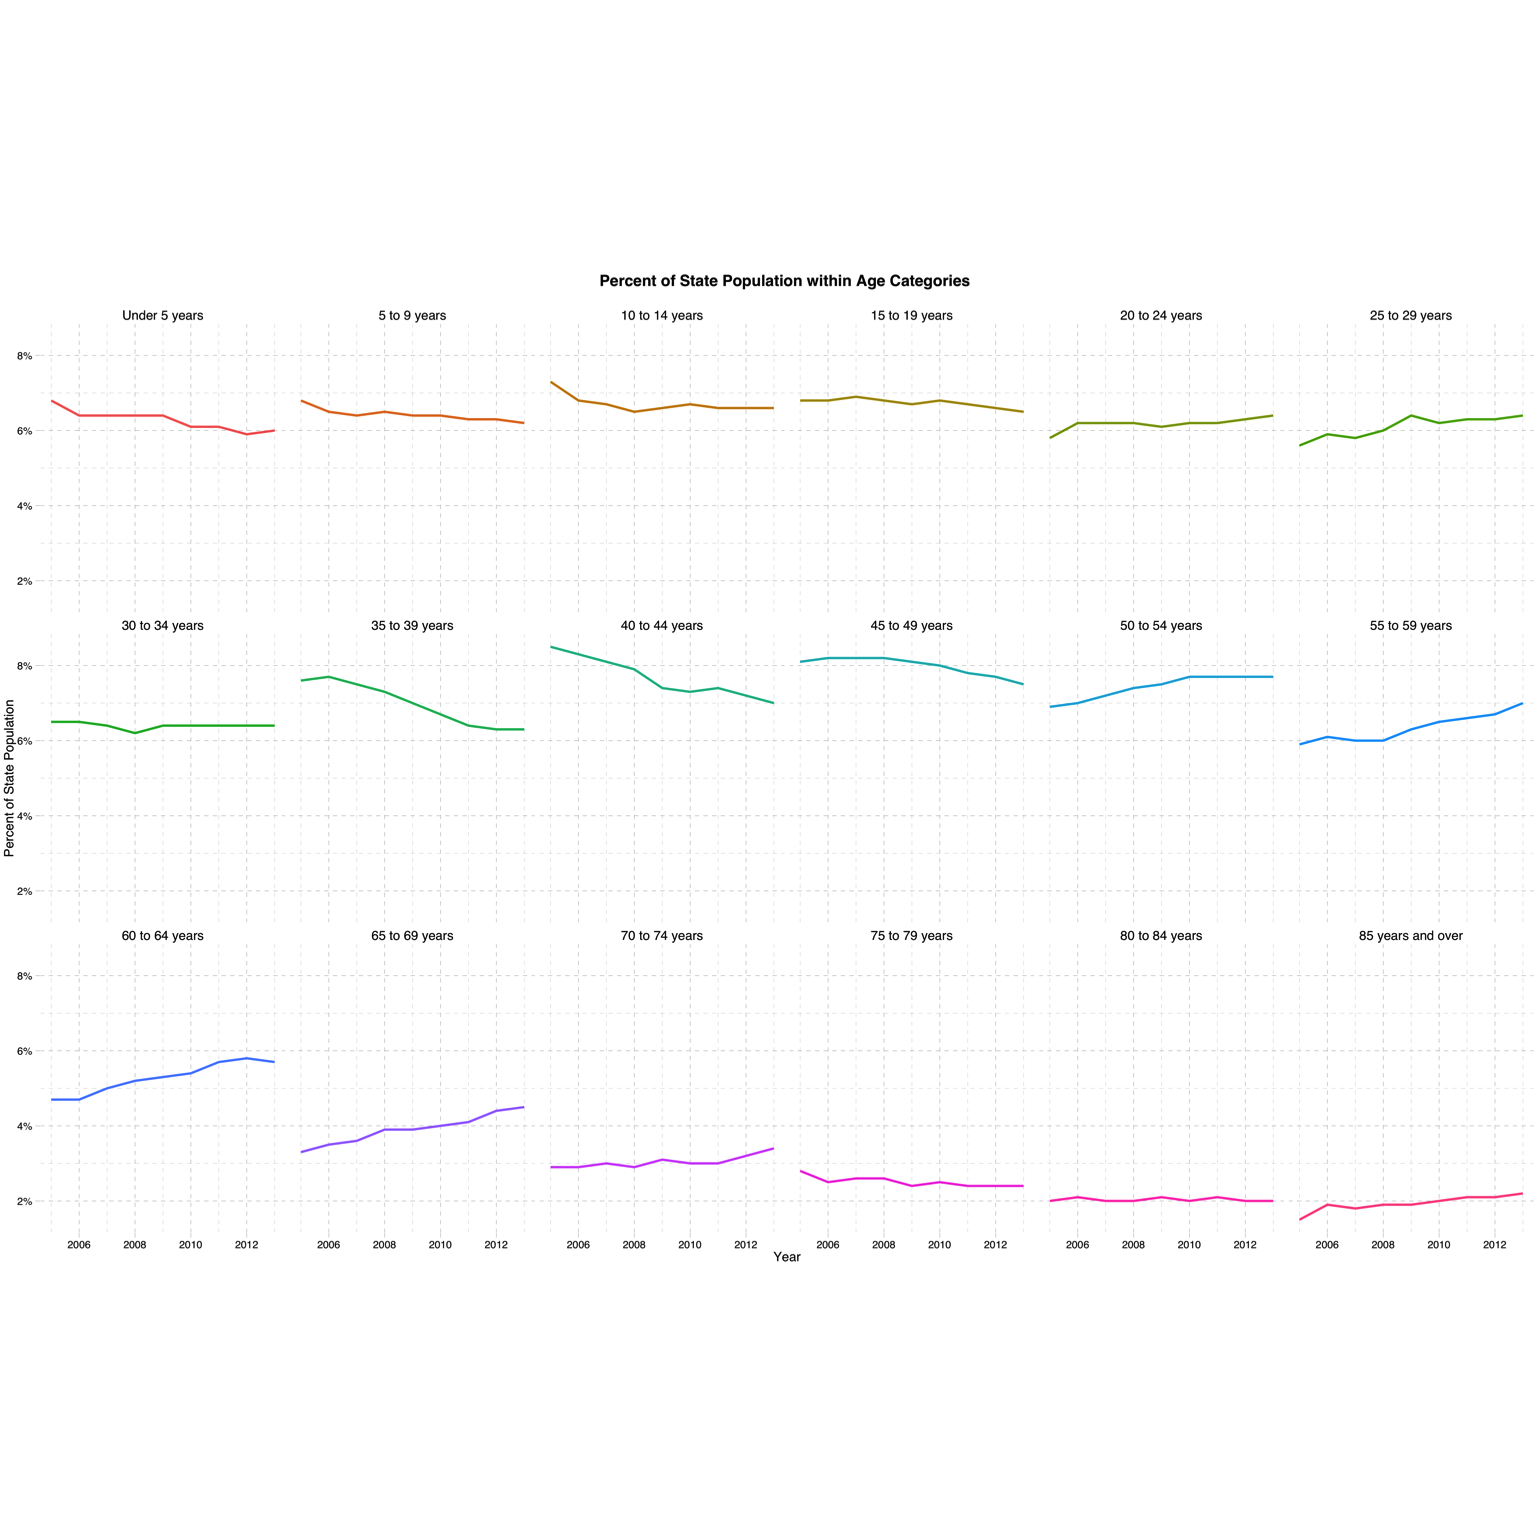 Percent of State Population within Age Categories
Under 5 years 5 to 9 years 10 to 14 years 15 to 19 years 20 to 24 years 25 to 29 years
8%
6%
4%
2%
30 to 34 years 35 to 39 years 40 to 44 years 45 to 49 years 50 to 54 years 55 to 59 years
8%
6%
4%
2%
Percent of State Population
60 to 64 years 65 to 69 years 70 to 74 years 75 to 79 years 80 to 84 years 85 years and over
8%
6%
4%
2%
2006 2008 2010 2012 2006 2008 2010 2012 2006 2008 2010 2012 2006 2008 2010 2012 2006 2008 2010 2012 2006 2008 2010 2012
Year